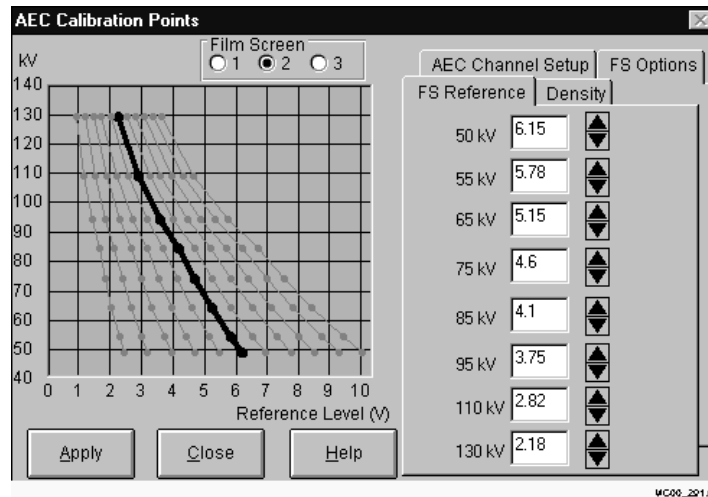 AEC Calibration Points
Film Screen
1 2 3
kV
140
130
120
110
100
90
80
70
60
50
40
0 1 2 3 4 5 6 7 8 9 10
Reference Level (V)
Apply Close Help
AEC Channel Setup FS Options
FS Reference Density
50 kV 6.15
55 kV 5.78
65 kV 5.15
75 kV 4.6
85 kV 4.1
95 kV 3.75
110 kV 2.82
130 kV 2.18